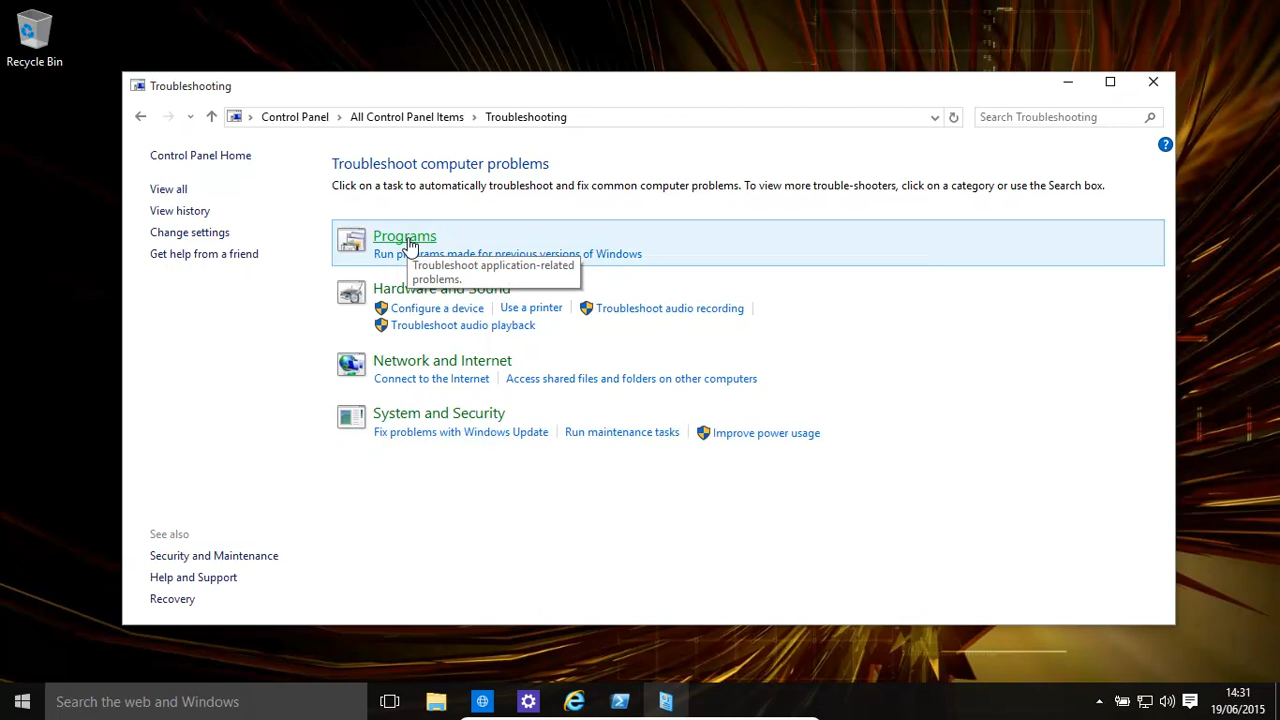 Recycle Bin
Troubleshooting
Control Panel All Control Panel Items Troubleshooting
Search Troubleshooting
Control Panel Home
View all
View history
Change settings
Get help from a friend
See also
Security and Maintenance
Help and Support
Recovery
Troubleshoot computer problems
Click on a task to automatically troubleshoot and fix common computer problems. To view more trouble-shooters, click on a category or use the Search box.
Programs
Run programs made for previous versions of Windows
Troubleshoot application-related
problems.
Hardware and Sound
Configure a device Use a printer Troubleshoot audio recording
Troubleshoot audio playback
Network and Internet
Connect to the Internet Access shared files and folders on other computers
System and Security
Fix problems with Windows Update Run maintenance tasks Improve power usage
Search the web and Windows
14:31
19/06/2015